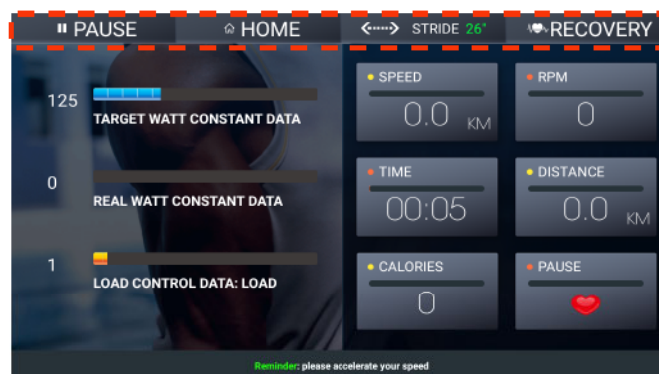 PAUSE HOME STRIDE 26" RECOVERY
125
TARGET WATT CONSTANT DATA
0
REAL WATT CONSTANT DATA
1
LOAD CONTROL DATA: LOAD
SPEED
0.0 KM
RPM
0
TIME
00:05
DISTANCE
0.0 KM
CALORIES
0
PAUSE
Reminder: please accelerate your speed